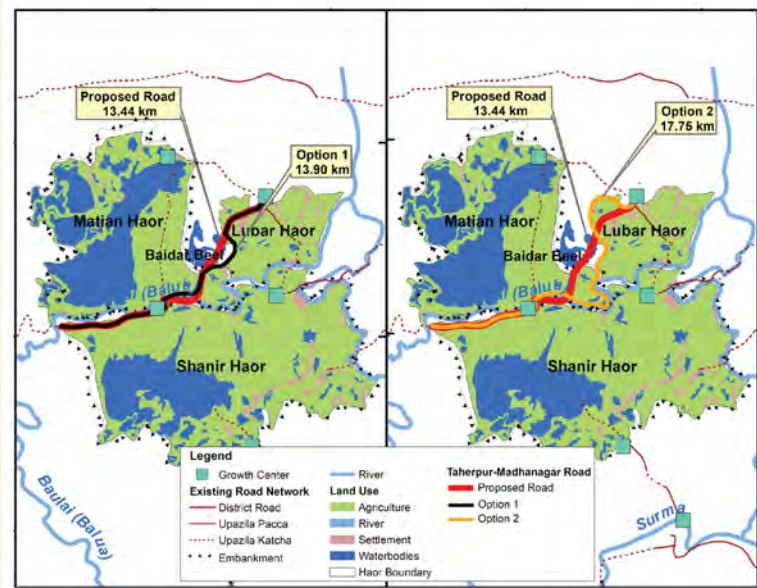 Proposed Road
13.44 km
Option 1
13.90 km
Matian Haor
Lubar Haor
Baidar Beel
(Balua
Shanir Haor
Baulai (Balua)
Proposed Road
13.44 km
Option 2
17.75 km
Matian Haor
Lubar Haor
Baidar Beel
(Balua
Shanir Haor
Surma
Legend
Growth Center
Existing Road Network
District Road
Upazila Pacca
Upazila Katcha
Embankment
River
Land Use
Agriculture
River
Settlement
Waterbodies
Haor Boundary
Taherpur-Madhanagar Road
Proposed Road
Option 1
Option 2